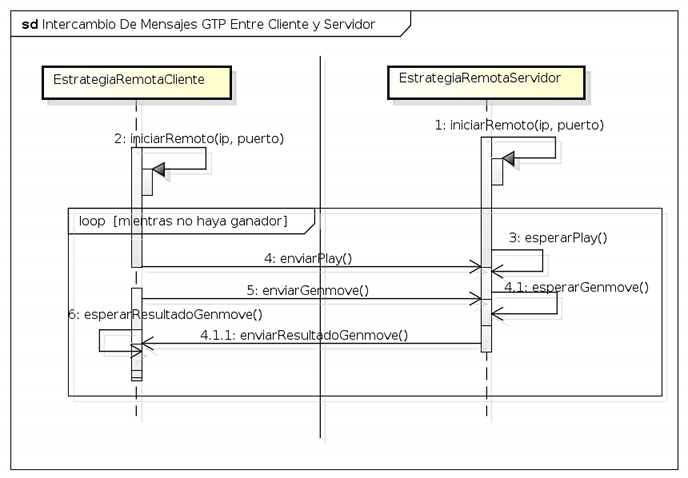 sd Intercambio De Mensajes GTP Entre Cliente y Servidor
EstrategiaRemotaCliente
EstrategiaRemotaServidor
1: iniciarRemoto(ip, puerto)
2: iniciarRemoto(ip, puerto)
loop [mientras no haya ganador]
3: esperarPlay()
4: enviarPlay()
4.1: esperarGenmove()
5: enviarGenmove()
6: esperarResultadoGenmove()
4.1.1: enviarResultadoGenmove()